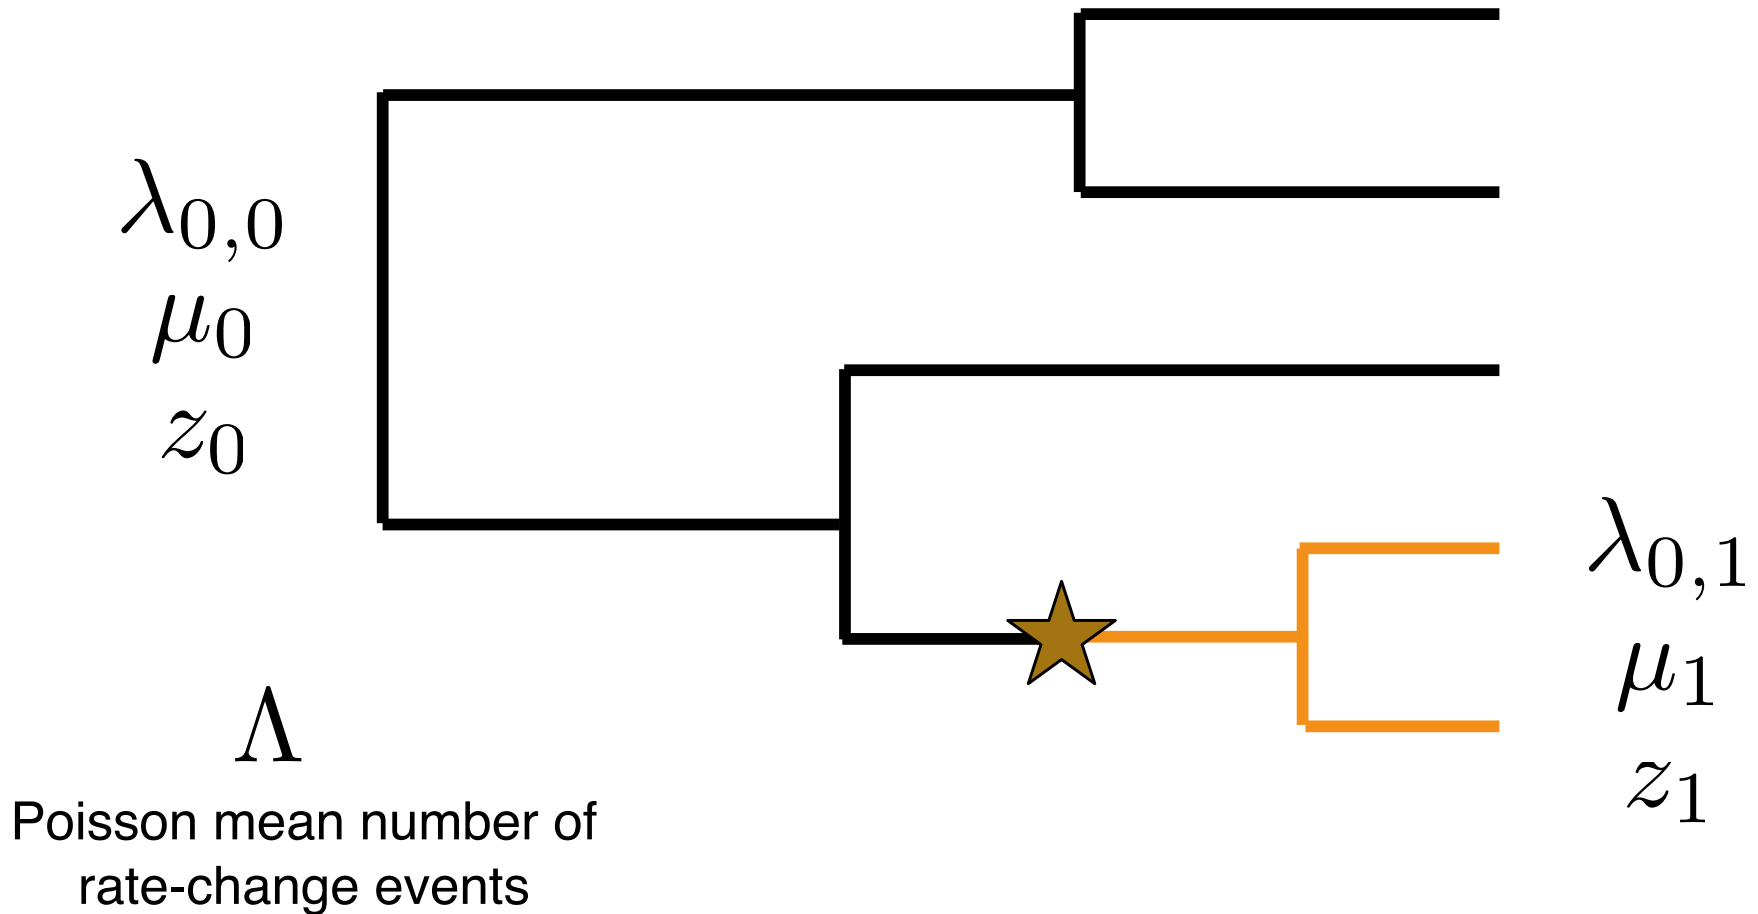 λ₀,₀
μ₀
z₀
λ₀,₁
μ₁
z₁
Λ
Poisson mean number of
rate-change events